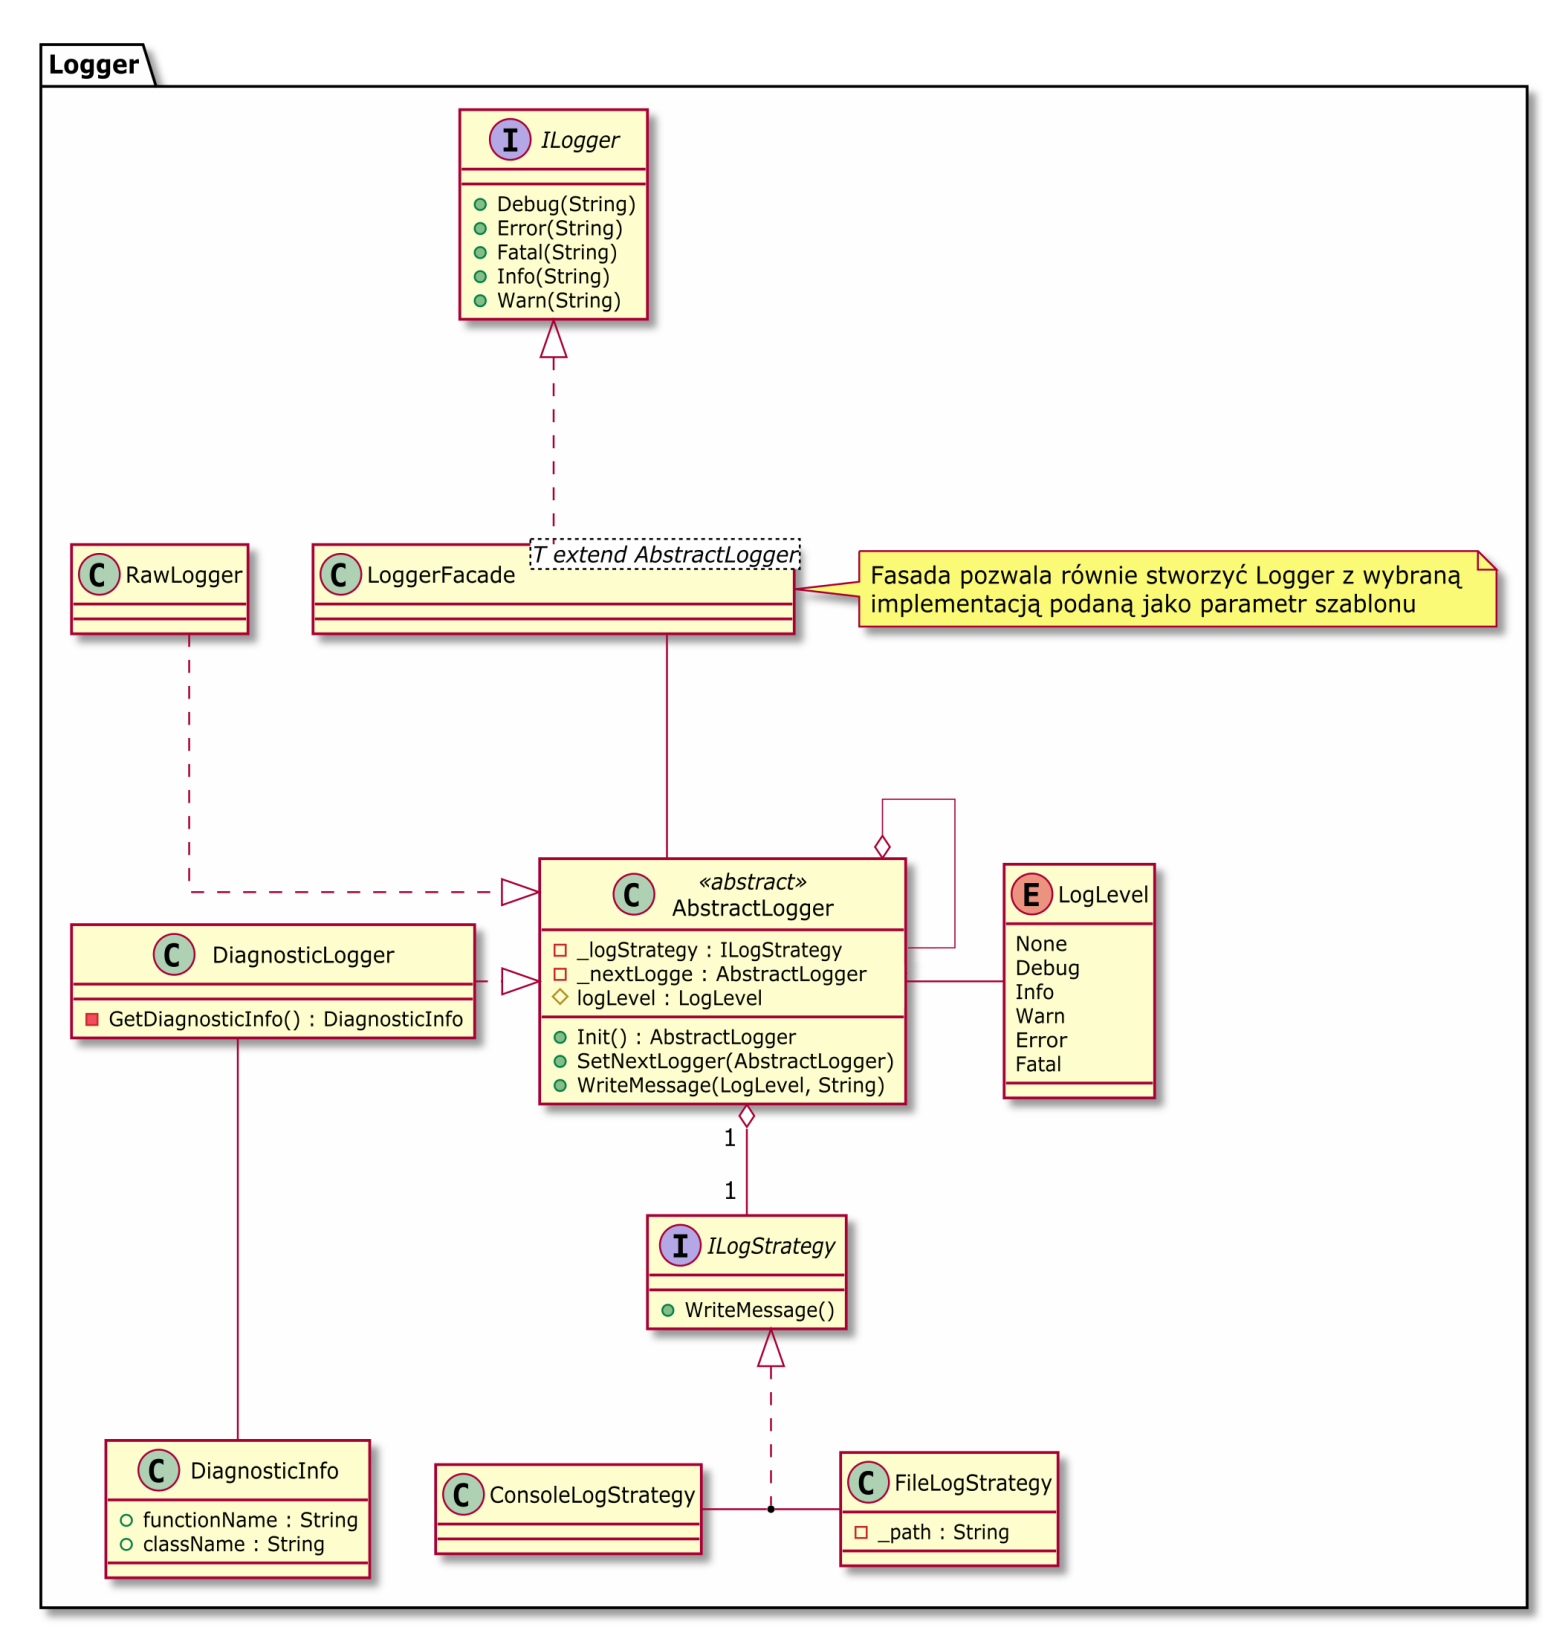 Logger
I ILogger
Debug(String)
Error(String)
Fatal(String)
Info(String)
Warn(String)
C RawLogger
C LoggerFacade
T extend AbstractLogger
Fasada pozwala równie stworzyć Logger z wybraną
implementacją podaną jako parametr szablonu
C «abstract»
AbstractLogger
_logStrategy : ILogStrategy
_nextLogge : AbstractLogger
logLevel : LogLevel
Init() : AbstractLogger
SetNextLogger(AbstractLogger)
WriteMessage(LogLevel, String)
E LogLevel
None
Debug
Info
Warn
Error
Fatal
C DiagnosticLogger
GetDiagnosticInfo() : DiagnosticInfo
1
1
I ILogStrategy
WriteMessage()
C DiagnosticInfo
functionName : String
className : String
C ConsoleLogStrategy
C FileLogStrategy
_path : String